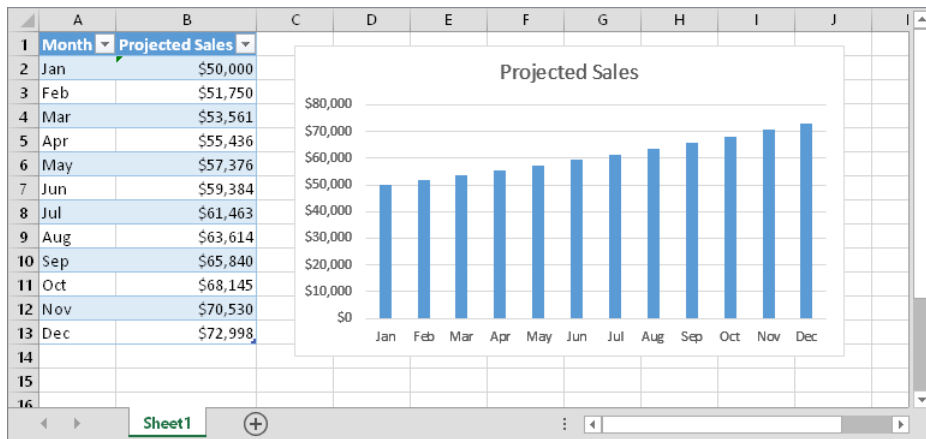 A B C D E F G H I J
1 Month Projected Sales
2 Jan $50,000
3 Feb $51,750
4 Mar $53,561
5 Apr $55,436
6 May $57,376
7 Jun $59,384
8 Jul $61,463
9 Aug $63,614
10 Sep $65,840
11 Oct $68,145
12 Nov $70,530
13 Dec $72,998
14
15
16
Projected Sales
$80,000
$70,000
$60,000
$50,000
$40,000
$30,000
$20,000
$10,000
$0
Jan Feb Mar Apr May Jun Jul Aug Sep Oct Nov Dec
Sheet1